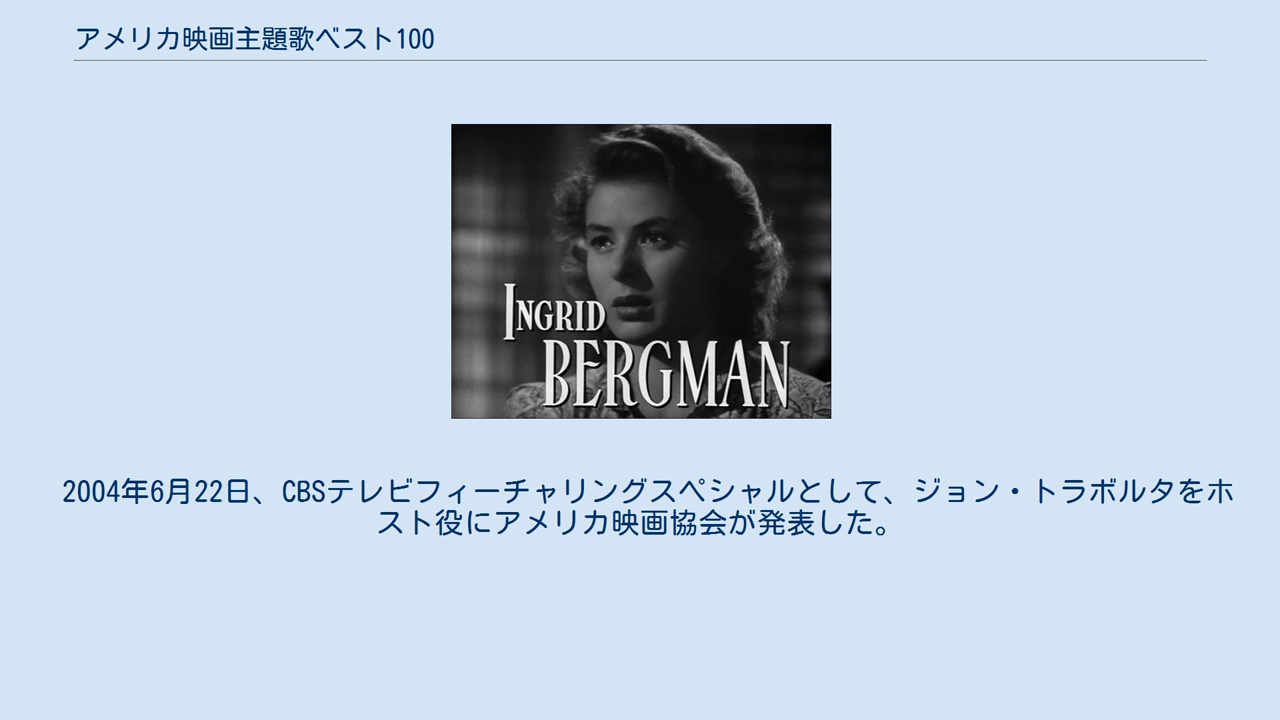 アメリカ映画主題歌ベスト100
INGRID
BERGMAN
2004年6月22日、CBSテレビフィーチャリングスペシャルとして、ジョン・トラボルタをホ
スト役にアメリカ映画協会が発表した。